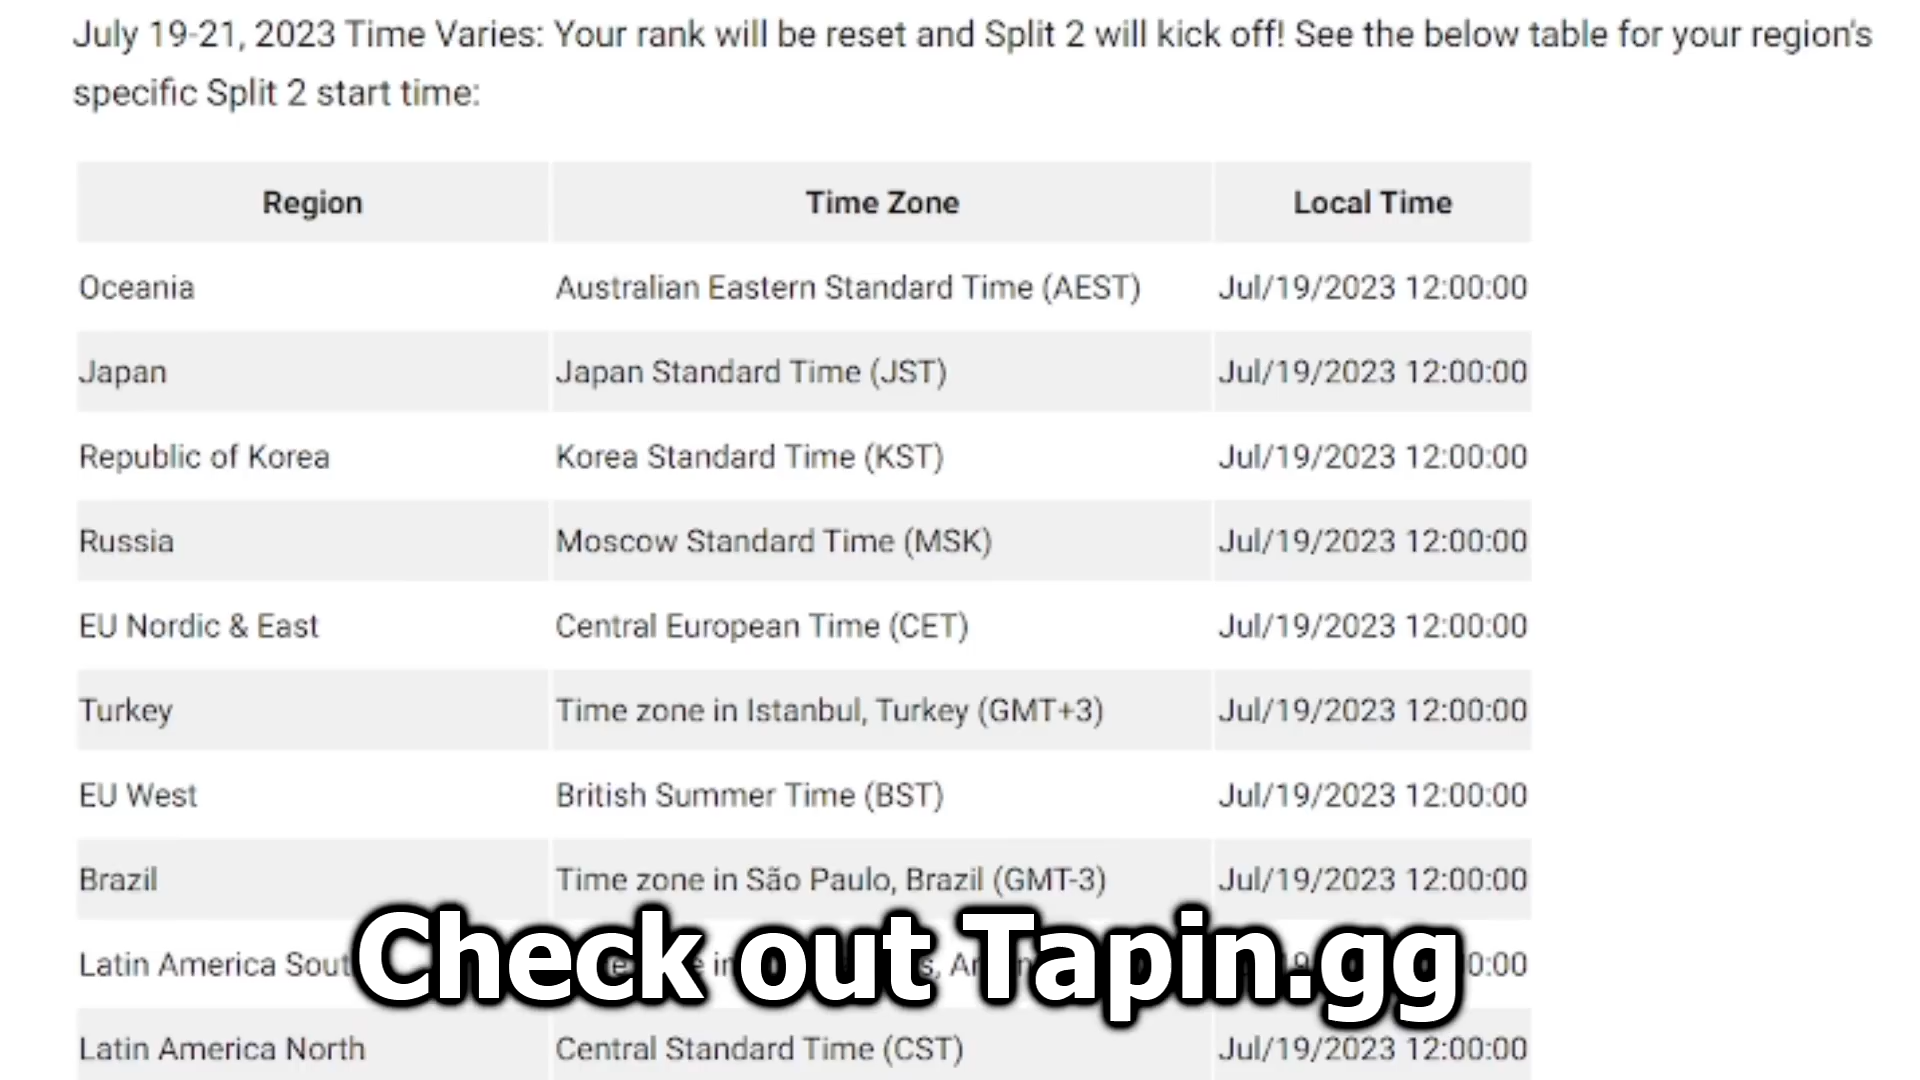 July 19-21, 2023 Time Varies: Your rank will be reset and Split 2 will kick off! See the below table for your region's
specific Split 2 start time:
Region Time Zone Local Time
Oceania Australian Eastern Standard Time (AEST) Jul/19/2023 12:00:00
Japan Japan Standard Time (JST) Jul/19/2023 12:00:00
Republic of Korea Korea Standard Time (KST) Jul/19/2023 12:00:00
Russia Moscow Standard Time (MSK) Jul/19/2023 12:00:00
EU Nordic & East Central European Time (CET) Jul/19/2023 12:00:00
Turkey Time zone in Istanbul, Turkey (GMT+3) Jul/19/2023 12:00:00
EU West British Summer Time (BST) Jul/19/2023 12:00:00
Brazil Time zone in São Paulo, Brazil (GMT-3) Jul/19/2023 12:00:00
Latin America
Check out Tapin.gg
Latin America North Central Standard Time (CST) Jul/19/2023 12:00:00